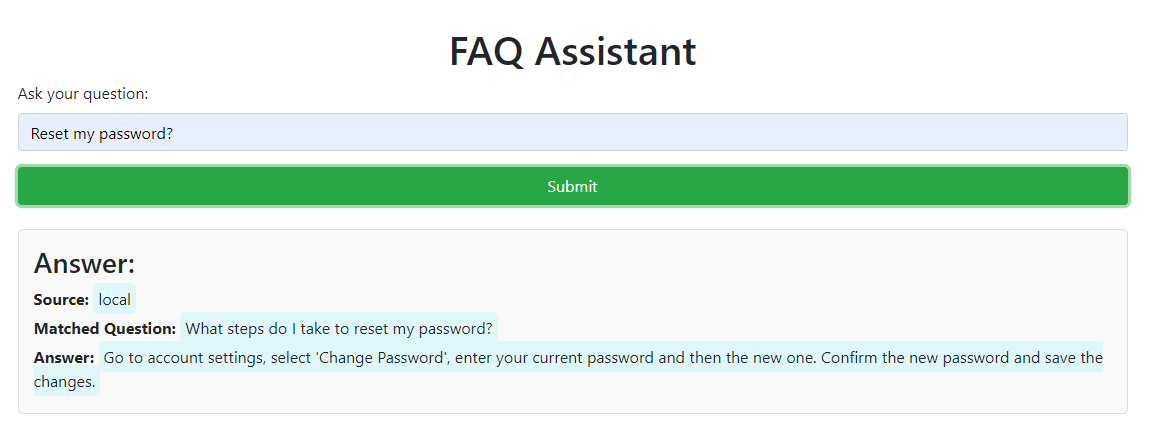 FAQ Assistant
Ask your question:
Reset my password?
Submit
Answer:
Source: local
Matched Question: What steps do I take to reset my password?
Answer: Go to account settings, select 'Change Password', enter your current password and then the new one. Confirm the new password and save the
changes.